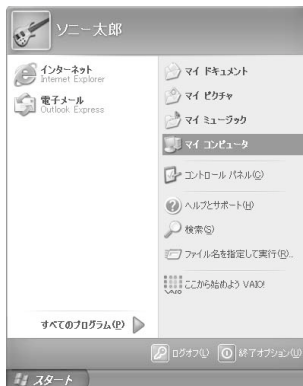 ソニー太郎
インターネット
Internet Explorer
電子メール
Outlook Express
すべてのプログラム(P)
マイ ドキュメント
マイ ピクチャ
マイ ミュージック
マイ コンピュータ
コントロール パネル(C)
ヘルプとサポート(H)
検索(S)
ファイル名を指定して実行(R)...
VAIO
ここから始めよう VAIO!
ログオフ(L)
終了オプション(U)
スタート